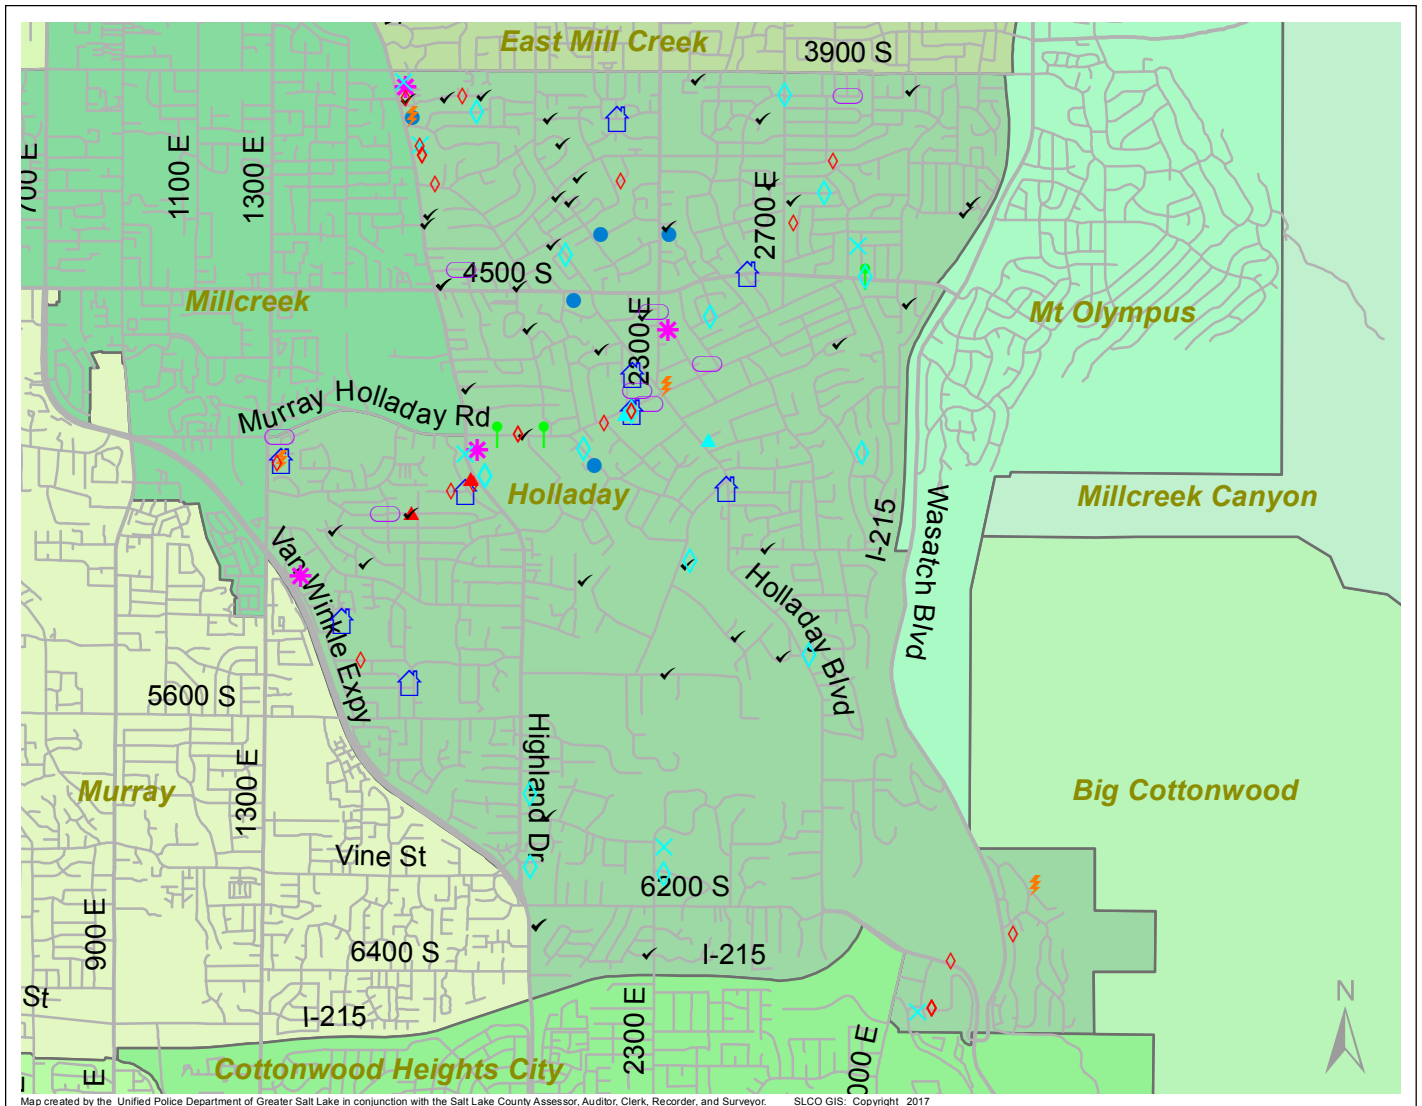 East Mill Creek
3900 S
700 E
1100 E
1300 E
2700 E
4500 S
Millcreek
Mt Olympus
2300 E
Murray Holladay Rd
Holladay
Millcreek Canyon
I-215
Wasatch Blvd
Van Winkle Expy
Holladay Blvd
5600 S
Highland Dr
Murray
1300 E
Big Cottonwood
Vine St
6200 S
900 E
6400 S
I-215
St
I-215
N
2300 E
000 E
Cottonwood Heights City
E
Map created by the Unified Police Department of Greater Salt Lake in conjunction with the Salt Lake County Assessor, Auditor, Clerk, Recorder, and Surveyor. SLCO GIS: Copyright 2017